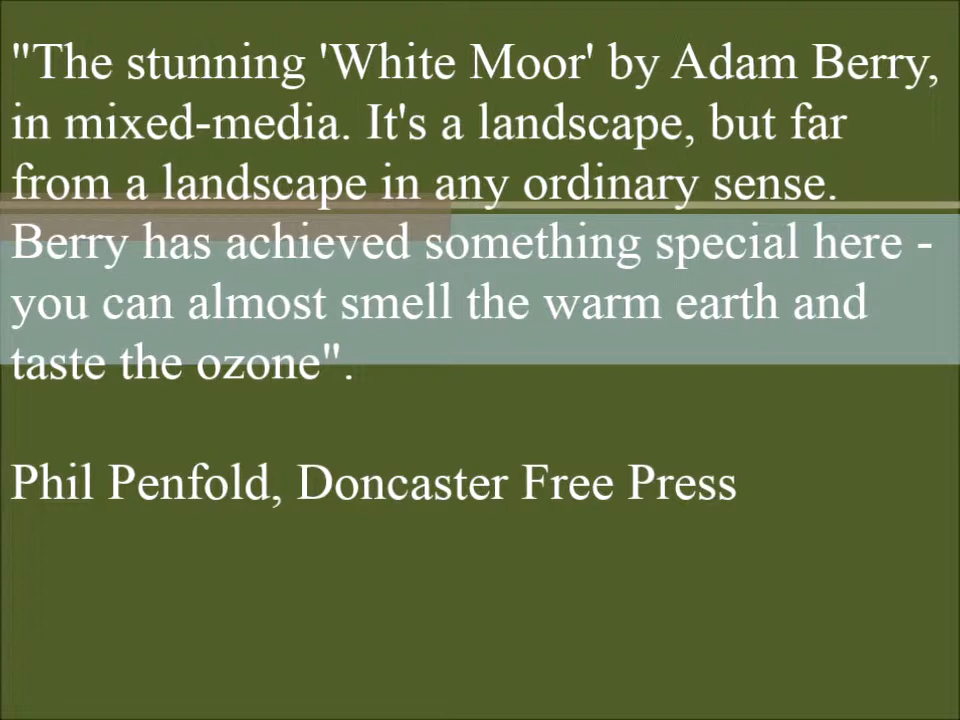 "The stunning 'White Moor' by Adam Berry,
in mixed-media. It's a landscape, but far
from a landscape in any ordinary sense.
Berry has achieved something special here -
you can almost smell the warm earth and
taste the ozone".
Phil Penfold, Doncaster Free Press